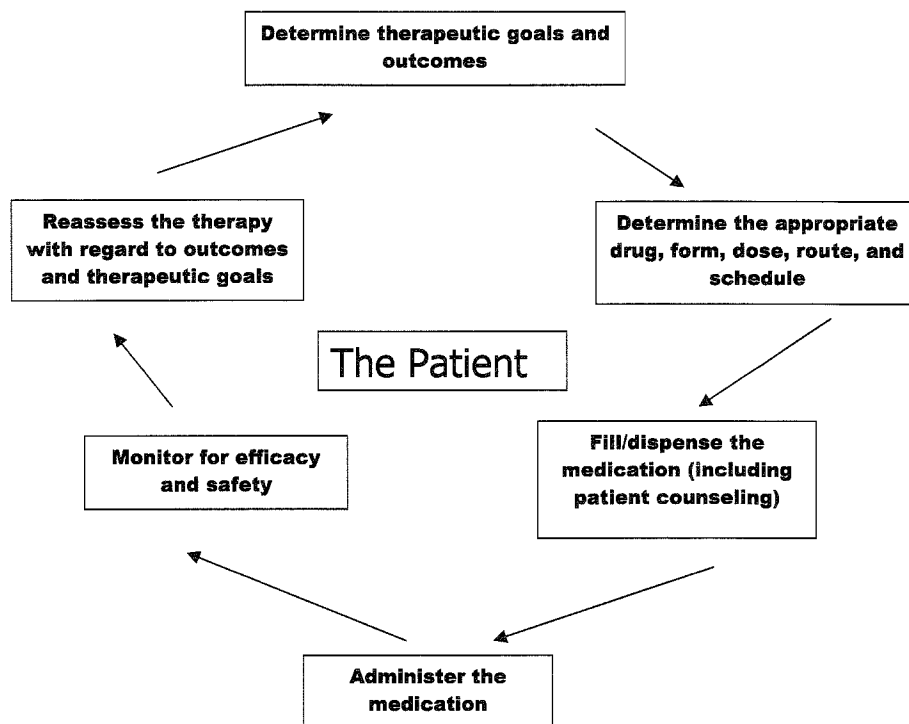 Determine therapeutic goals and
outcomes
Determine the appropriate
drug, form, dose, route, and
schedule
Fill/dispense the
medication (including
patient counseling)
Administer the
medication
Monitor for efficacy
and safety
Reassess the therapy
with regard to outcomes
and therapeutic goals
The Patient